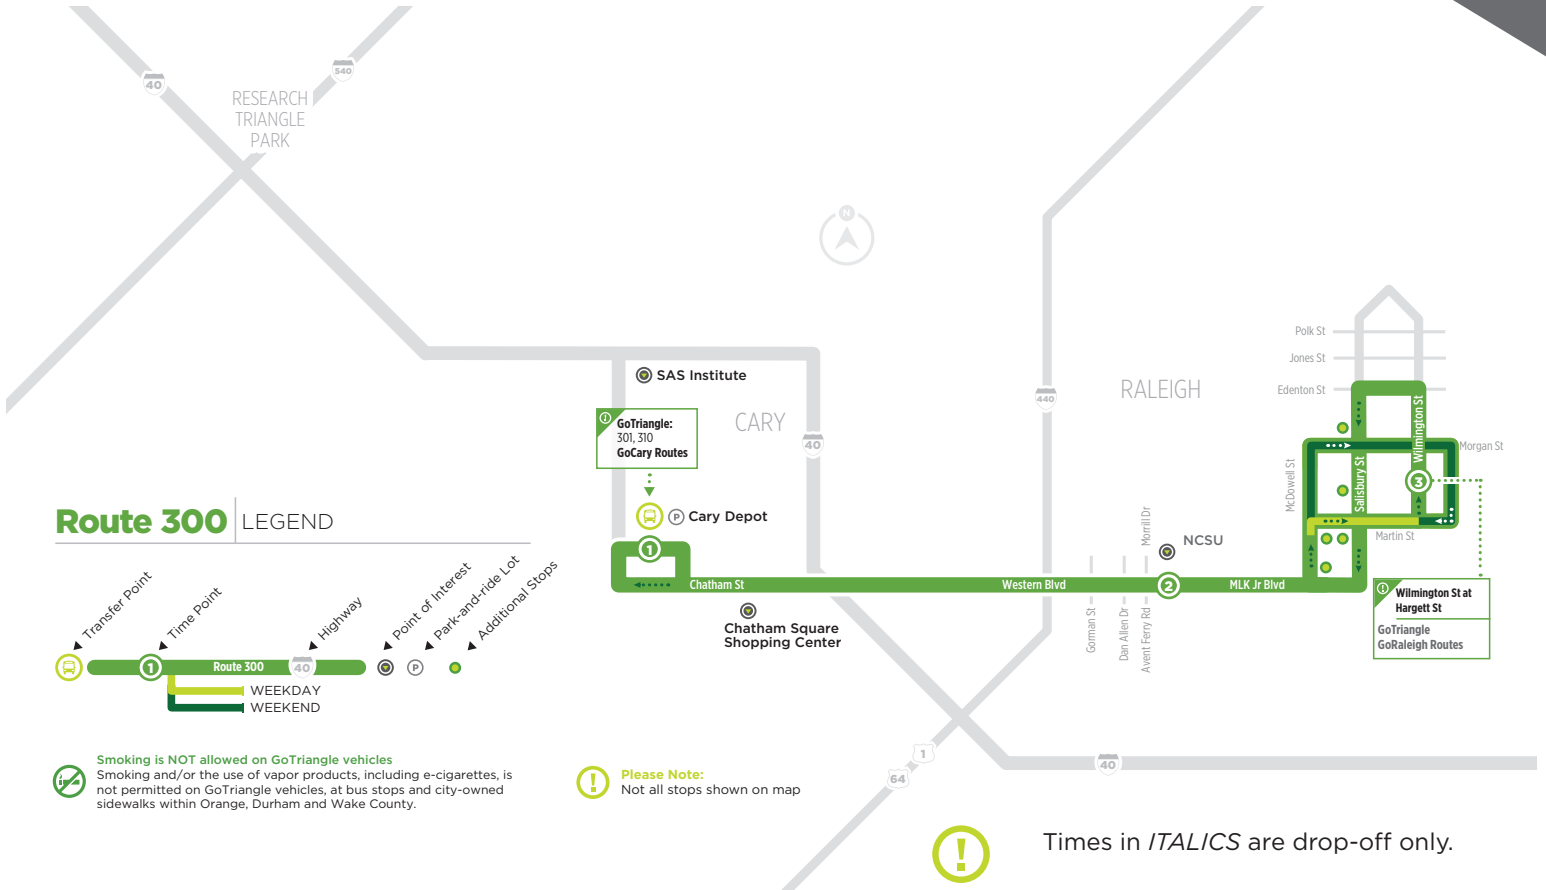 40
540
RESEARCH
TRIANGLE
PARK
N
SAS Institute
GoTriangle:
301, 310
GoCary Routes
CARY
40
440
RALEIGH
Polk St
Jones St
Edenton St
Wilmington St
Morgan St
McDowell St
Salisbury St
3
Martin St
P
Cary Depot
1
Chatham St
Western Blvd
2
MLK Jr Blvd
Morrill Dr
NCSU
Gorman St
Dan Allen Dr
Avent Ferry Rd
Wilmington St at
Hargett St
GoTriangle
GoRaleigh Routes
Chatham Square
Shopping Center
1
64
40
Route 300 LEGEND
Transfer Point
Time Point
Highway
Point of Interest
Park-and-ride Lot
Additional Stops
1
Route 300
40
P
WEEKDAY
WEEKEND
Smoking is NOT allowed on GoTriangle vehicles
Smoking and/or the use of vapor products, including e-cigarettes, is
not permitted on GoTriangle vehicles, at bus stops and city-owned
sidewalks within Orange, Durham and Wake County.
Please Note:
Not all stops shown on map
Times in ITALICS are drop-off only.